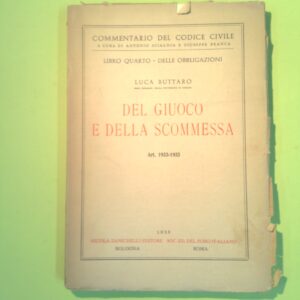 COMMENTARIO DEL CODICE CIVILE
A CURA DI ANTONIO SCIALOJA E GIUSEPPE BRANCA
LIBRO QUARTO - DELLE OBBLIGAZIONI
LUCA BUTTARO
DEL GIUOCO
E DELLA SCOMMESSA
Art. 1933-1935
NICOLA ZANICHELLI EDITORE SOC. ED. DEL FORO ITALIANO
BOLOGNA ROMA